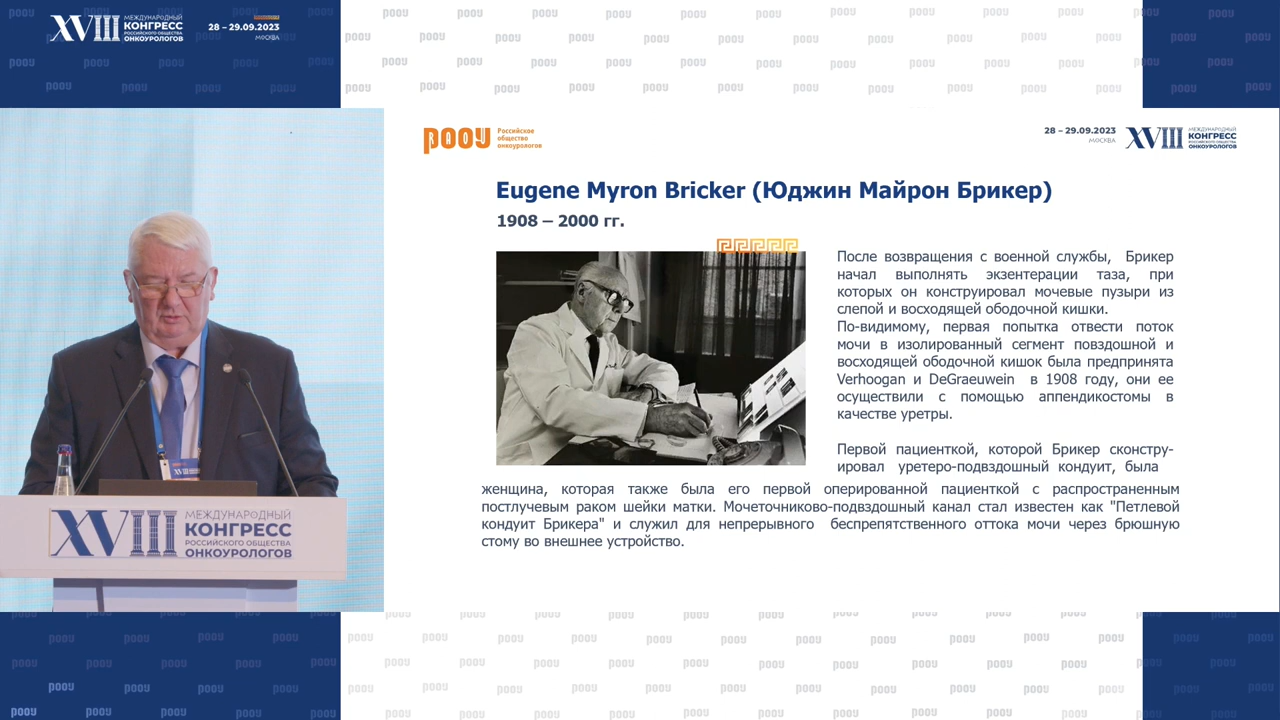 XVIII МЕЖДУНАРОДНЫЙ
КОНГРЕСС
РОССИЙСКОГО ОБЩЕСТВА
ОНКОУРОЛОГОВ
28 – 29.09.2023
МОСКВА
РООУ
Российское
общество
онкоурологов
28 – 29.09.2023
МОСКВА
XVIII МЕЖДУНАРОДНЫЙ
КОНГРЕСС
РОССИЙСКОГО ОБЩЕСТВА
ОНКОУРОЛОГОВ
Eugene Myron Bricker (Юджин Майрон Брикер)
1908 – 2000 гг.
После возвращения с военной службы, Брикер
начал выполнять экзентерации таза, при
которых он конструировал мочевые пузыри из
слепой и восходящей ободочной кишки.
По-видимому, первая попытка отвести поток
мочи в изолированный сегмент повздошной и
восходящей ободочной кишок была предпринята
Verhoogan и DeGraeuwein в 1908 году, они ее
осуществили с помощью аппендикостомы в
качестве уретры.
Первой пациенткой, которой Брикер сконстру-
ировал уретеро-подвздошный кондуит, была
женщина, которая также была его первой оперированной пациенткой с распространенным
постлучевым раком шейки матки. Мочеточниково-подвздошный канал стал известен как "Петлевой
кондуит Брикера" и служил для непрерывного беспрепятственного оттока мочи через брюшную
стому во внешнее устройство.
XVIII МЕЖДУНАРОДНЫЙ
КОНГРЕСС
РОССИЙСКОГО ОБЩЕСТВА
ОНКОУРОЛОГОВ